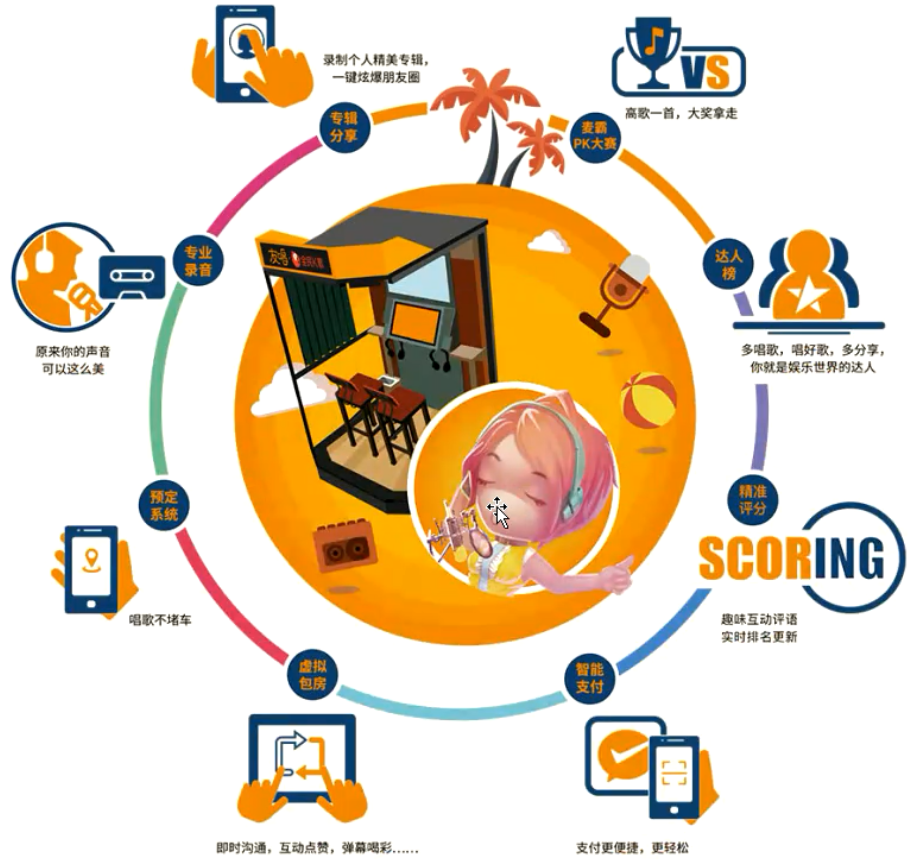 录制个人精美专辑，
一键炫爆朋友圈
VS
高歌一首，大奖拿走
专辑
分享
麦霸
PK大赛
专业
录音
达人
榜
友唱
原来你的声音
可以这么美
多唱歌，唱好歌，多分享，
你就是娱乐世界的达人
预定
系统
精准
评分
SCORING
唱歌不堵车
趣味互动评语
实时排名更新
虚拟
包房
智能
支付
即时沟通，互动点赞，弹幕喝彩……
支付更便捷，更轻松